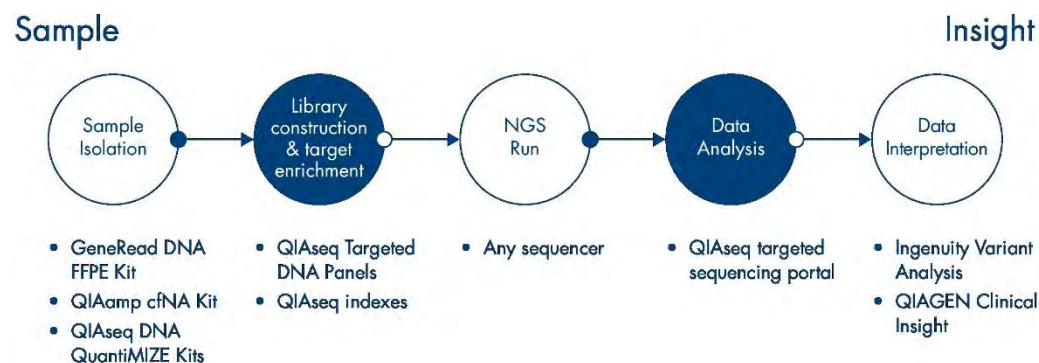 Sample
Insight
Sample
Isolation
Library
construction
& target
enrichment
NGS
Run
Data
Analysis
Data
Interpretation
• GeneRead DNA
FFPE Kit
• QIAamp cfNA Kit
• QIAseq DNA
QuantiMIZE Kits
• QIAseq Targeted
DNA Panels
• QIAseq indexes
• Any sequencer
• QIAseq targeted
sequencing portal
• Ingenuity Variant
Analysis
• QIAGEN Clinical
Insight